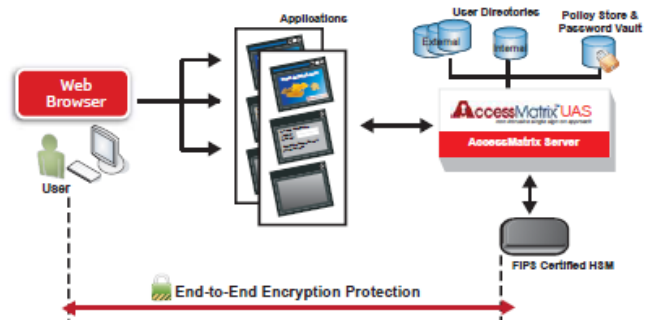 Applications
User Directories
Policy Store &
Password Vault
External
Internal
Web
Browser
AccessMatrix™ UAS
AccessMatrix Server
User
FIPS Certified HSM
End-to-End Encryption Protection